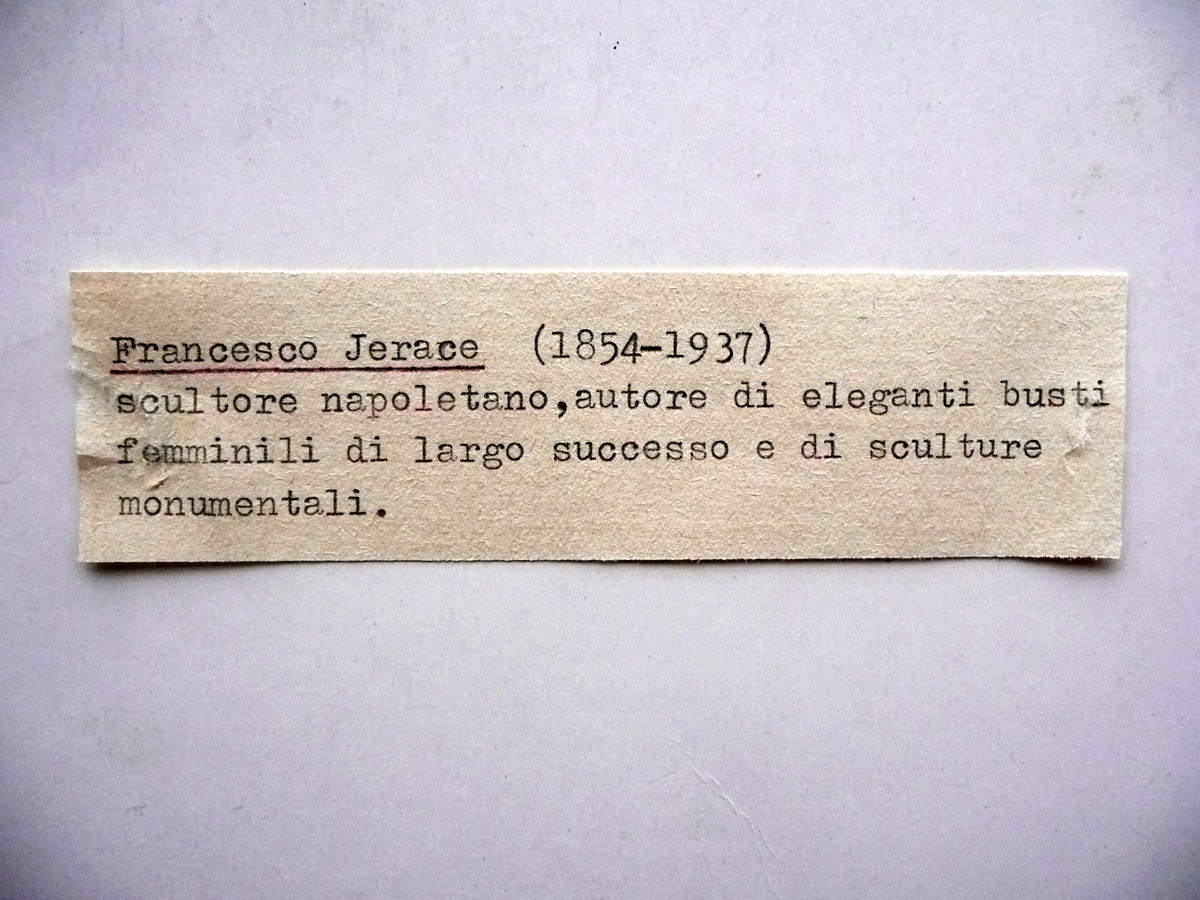 Francesco Jerace (1854-1937)
scultore napoletano,autore di eleganti busti
femminili di largo successo e di sculture
monumentali.